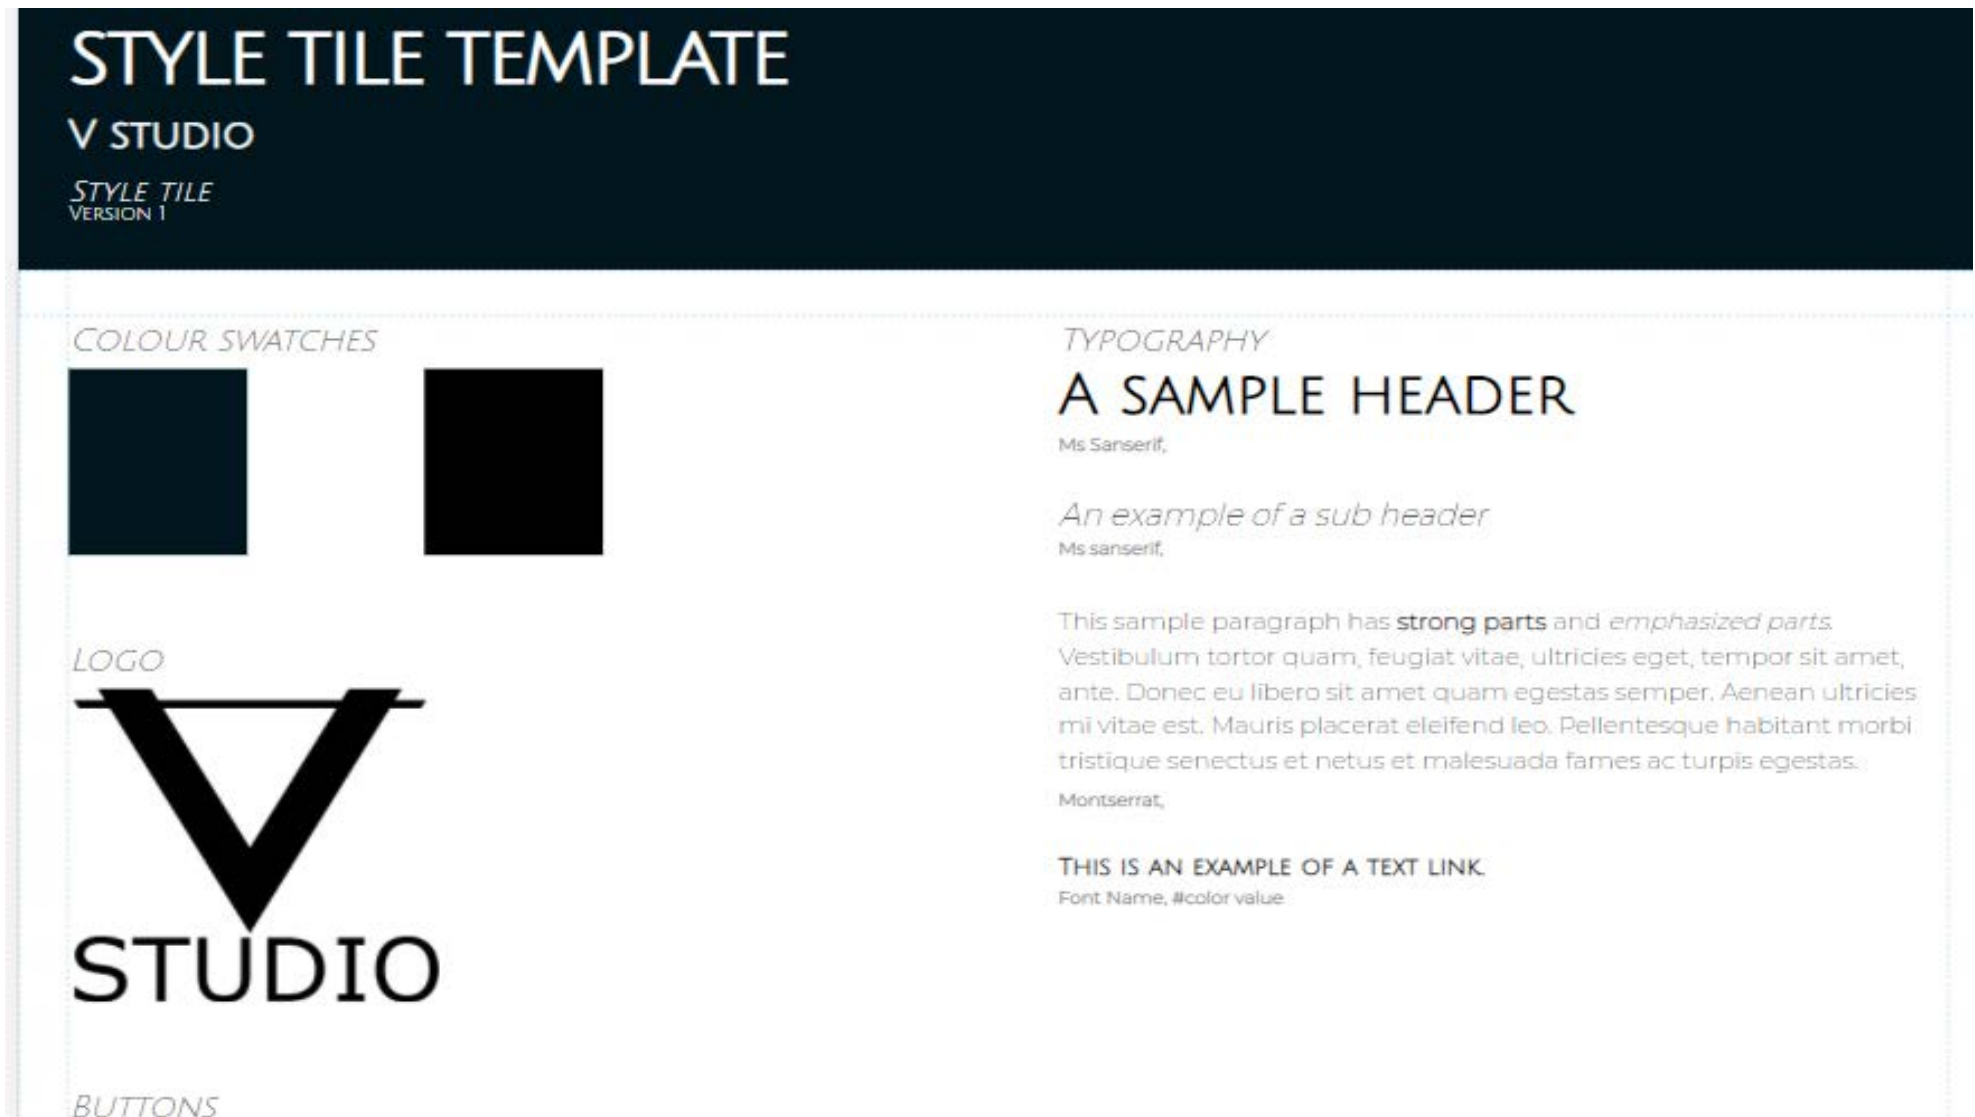 STYLE TILE TEMPLATE
V STUDIO
STYLE TILE
VERSION 1
COLOUR SWATCHES
LOGO
V
STUDIO
BUTTONS
TYPOGRAPHY
A SAMPLE HEADER
Ms Sanserif,
An example of a sub header
Ms sanserif,
This sample paragraph has strong parts and emphasized parts.
Vestibulum tortor quam, feugiat vitae, ultricies eget, tempor sit amet,
ante. Donec eu libero sit amet quam egestas semper. Aenean ultricies
mi vitae est. Mauris placerat eleifend leo. Pellentesque habitant morbi
tristique senectus et netus et malesuada fames ac turpis egestas.
Montserrat,
THIS IS AN EXAMPLE OF A TEXT LINK.
Font Name, #color value